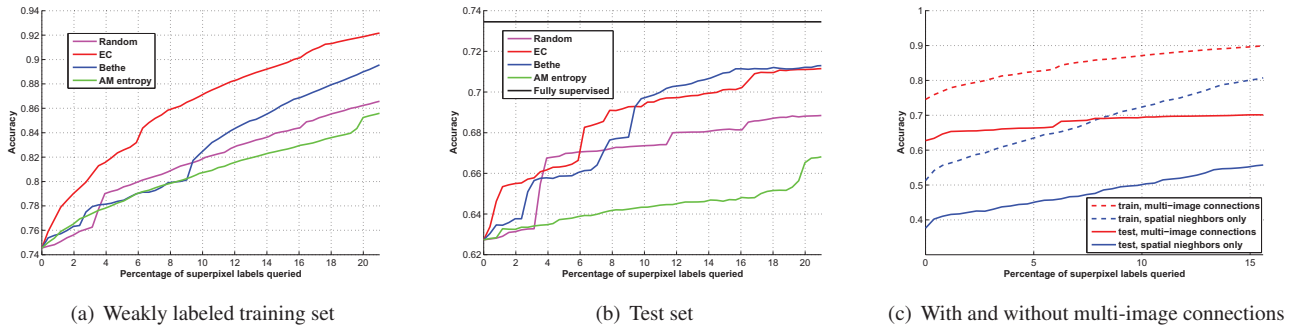 0.94
0.92
0.9
0.88
0.86
0.84
0.82
0.8
0.78
0.76
0.74
Accuracy
Random
EC
Bethe
AM entropy
0 2 4 6 8 10 12 14 16 18 20
Percentage of superpixel labels queried
(a) Weakly labeled training set
0.74
0.72
0.7
0.68
0.66
0.64
0.62
Accuracy
Random
EC
Bethe
AM entropy
Fully supervised
0 2 4 6 8 10 12 14 16 18 20
Percentage of superpixel labels queried
(b) Test set
1
0.9
0.8
0.7
0.6
0.5
0.4
Accuracy
train, multi-image connections
train, spatial neighbors only
test, multi-image connections
test, spatial neighbors only
0 5 10 15
Percentage of superpixel labels queried
(c) With and without multi-image connections